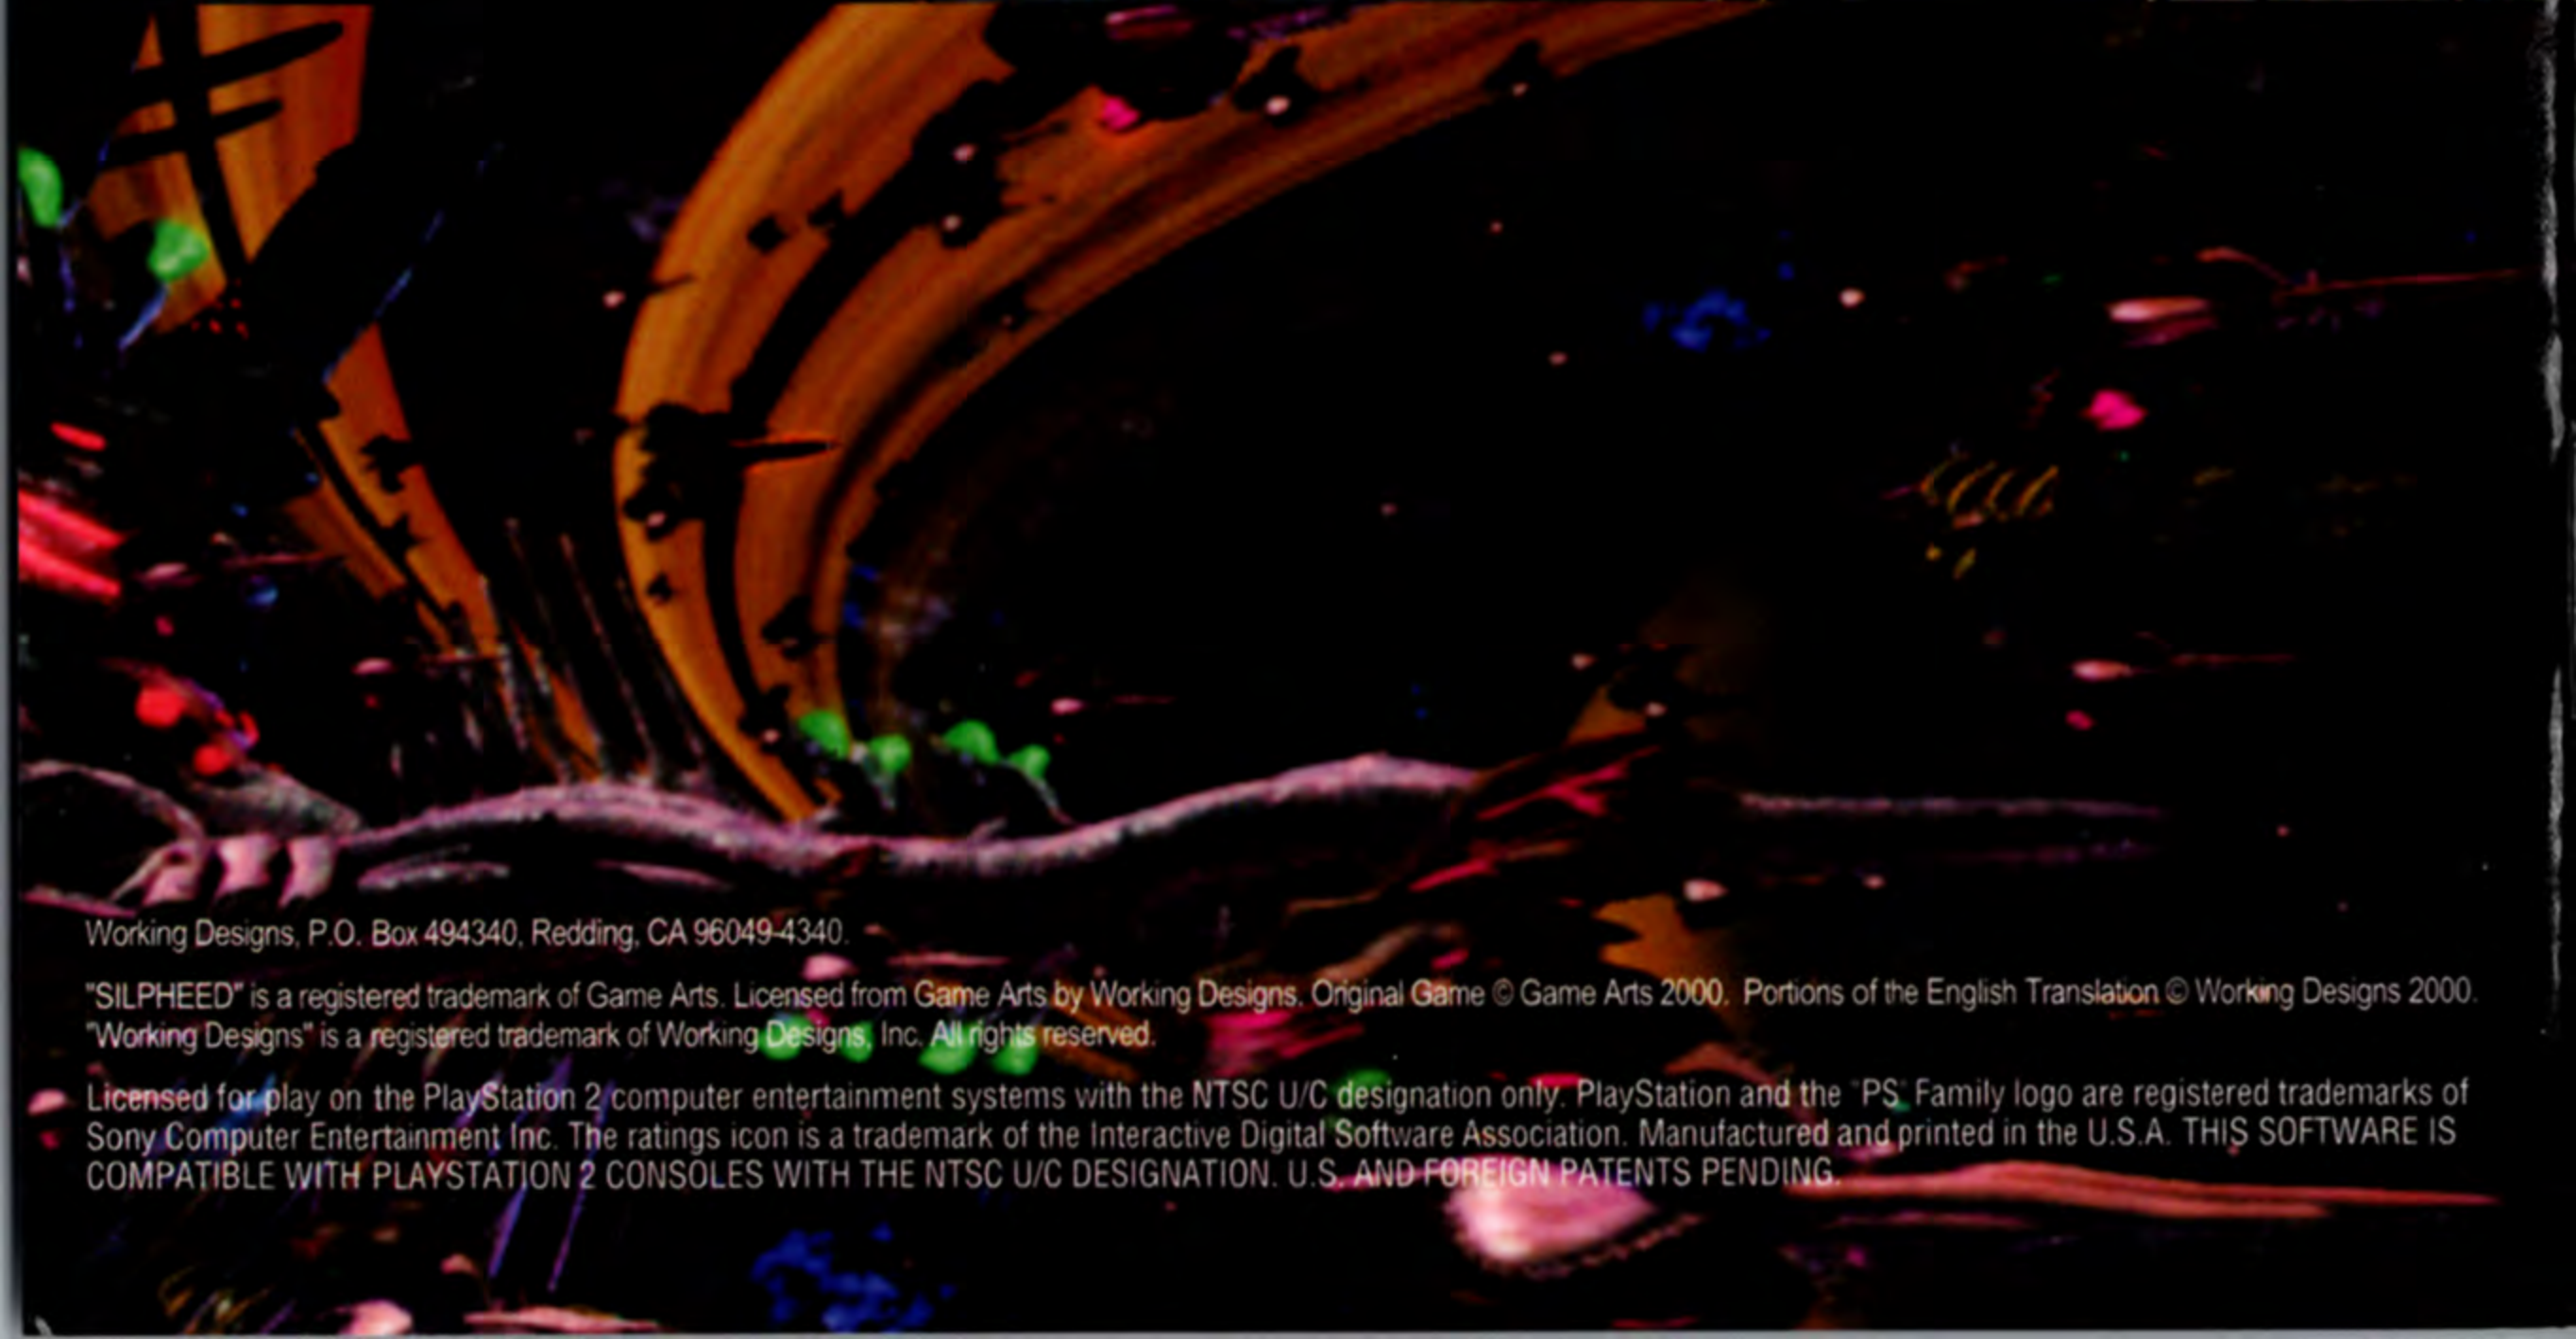 Working Designs, P.O. Box 494340, Redding, CA 96049-4340.
"SILPHEED" is a registered trademark of Game Arts. Licensed from Game Arts by Working Designs. Original Game © Game Arts 2000. Portions of the English Translation © Working Designs 2000.
"Working Designs" is a registered trademark of Working Designs, Inc. All rights reserved.
Licensed for play on the PlayStation 2 computer entertainment systems with the NTSC U/C designation only. PlayStation and the "PS" Family logo are registered trademarks of
Sony Computer Entertainment Inc. The ratings icon is a trademark of the Interactive Digital Software Association. Manufactured and printed in the U.S.A. THIS SOFTWARE IS
COMPATIBLE WITH PLAYSTATION 2 CONSOLES WITH THE NTSC U/C DESIGNATION. U.S. AND FOREIGN PATENTS PENDING.